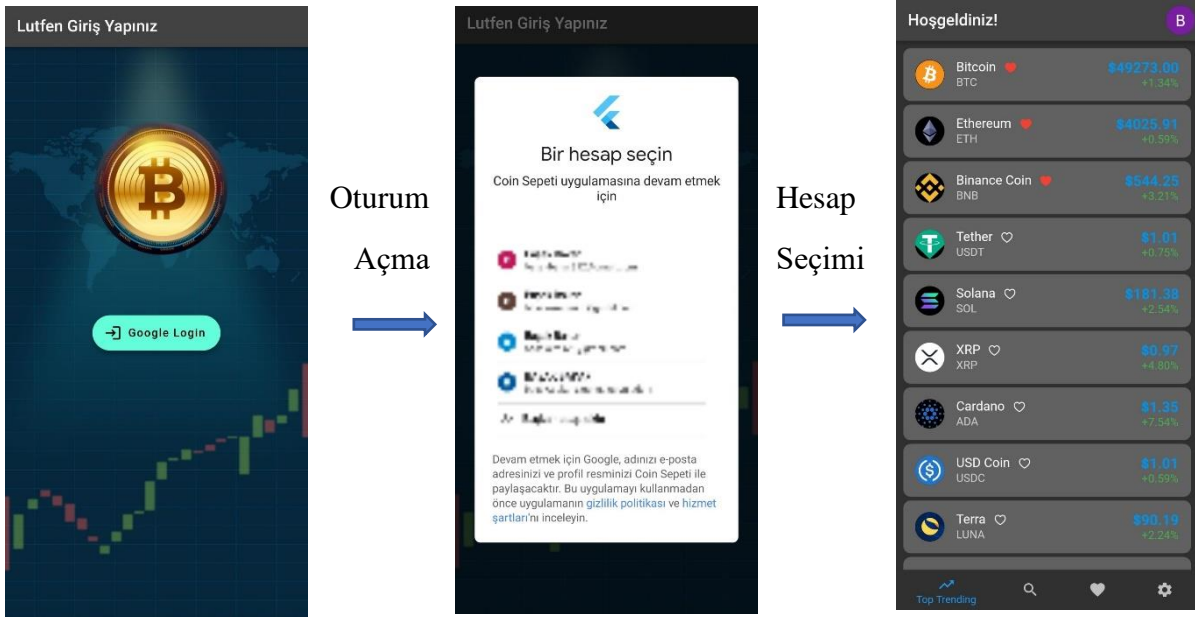 Lutfen Giriş Yapınız
Google Login
Oturum
Açma
Lutfen Giriş Yapınız
Bir hesap seçin
Coin Sepeti uygulamasına devam etmek
için
Devam etmek için Google, adınızı e-posta
adresinizi ve profil resminizi Coin Sepeti ile
paylaşacaktır. Bu uygulamayı kullanmadan
önce uygulamanın gizlilik politikası ve hizmet
şartları'nı inceleyin.
Hesap
Seçimi
Hoşgeldiniz!
B
Bitcoin
$49273.00
BTC
+1.34%
Ethereum
$4025.91
ETH
+0.59%
Binance Coin
$544.25
BNB
+3.21%
Tether
$1.01
USDT
+0.75%
Solana
$181.38
SOL
+2.54%
XRP
$0.97
XRP
+4.80%
Cardano
$1.35
ADA
+7.54%
USD Coin
$1.01
USDC
+0.59%
Terra
$90.19
LUNA
+2.24%
Top Trending